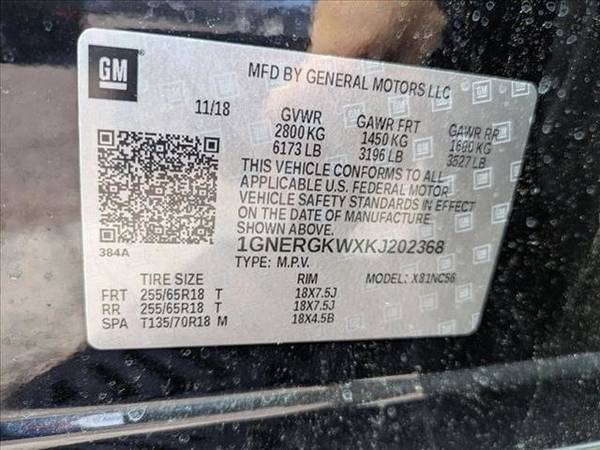 GM
MFD BY GENERAL MOTORS LLC
11/18
GVWR GAWR FRT GAWR RR
2800 KG 1450 KG 1600 KG
6173 LB 3196 LB 3527 LB
THIS VEHICLE CONFORMS TO ALL
APPLICABLE U.S. FEDERAL MOTOR
VEHICLE SAFETY STANDARDS IN EFFECT
ON THE DATE OF MANUFACTURE
SHOWN ABOVE.
384A
1GNERGKWXKJ202368
TYPE: M.P.V. MODEL: X81NC56
TIRE SIZE RIM
FRT 255/65R18 T 18X7.5J
RR 255/65R18 T 18X7.5J
SPA T135/70R18 M 18X4.5B